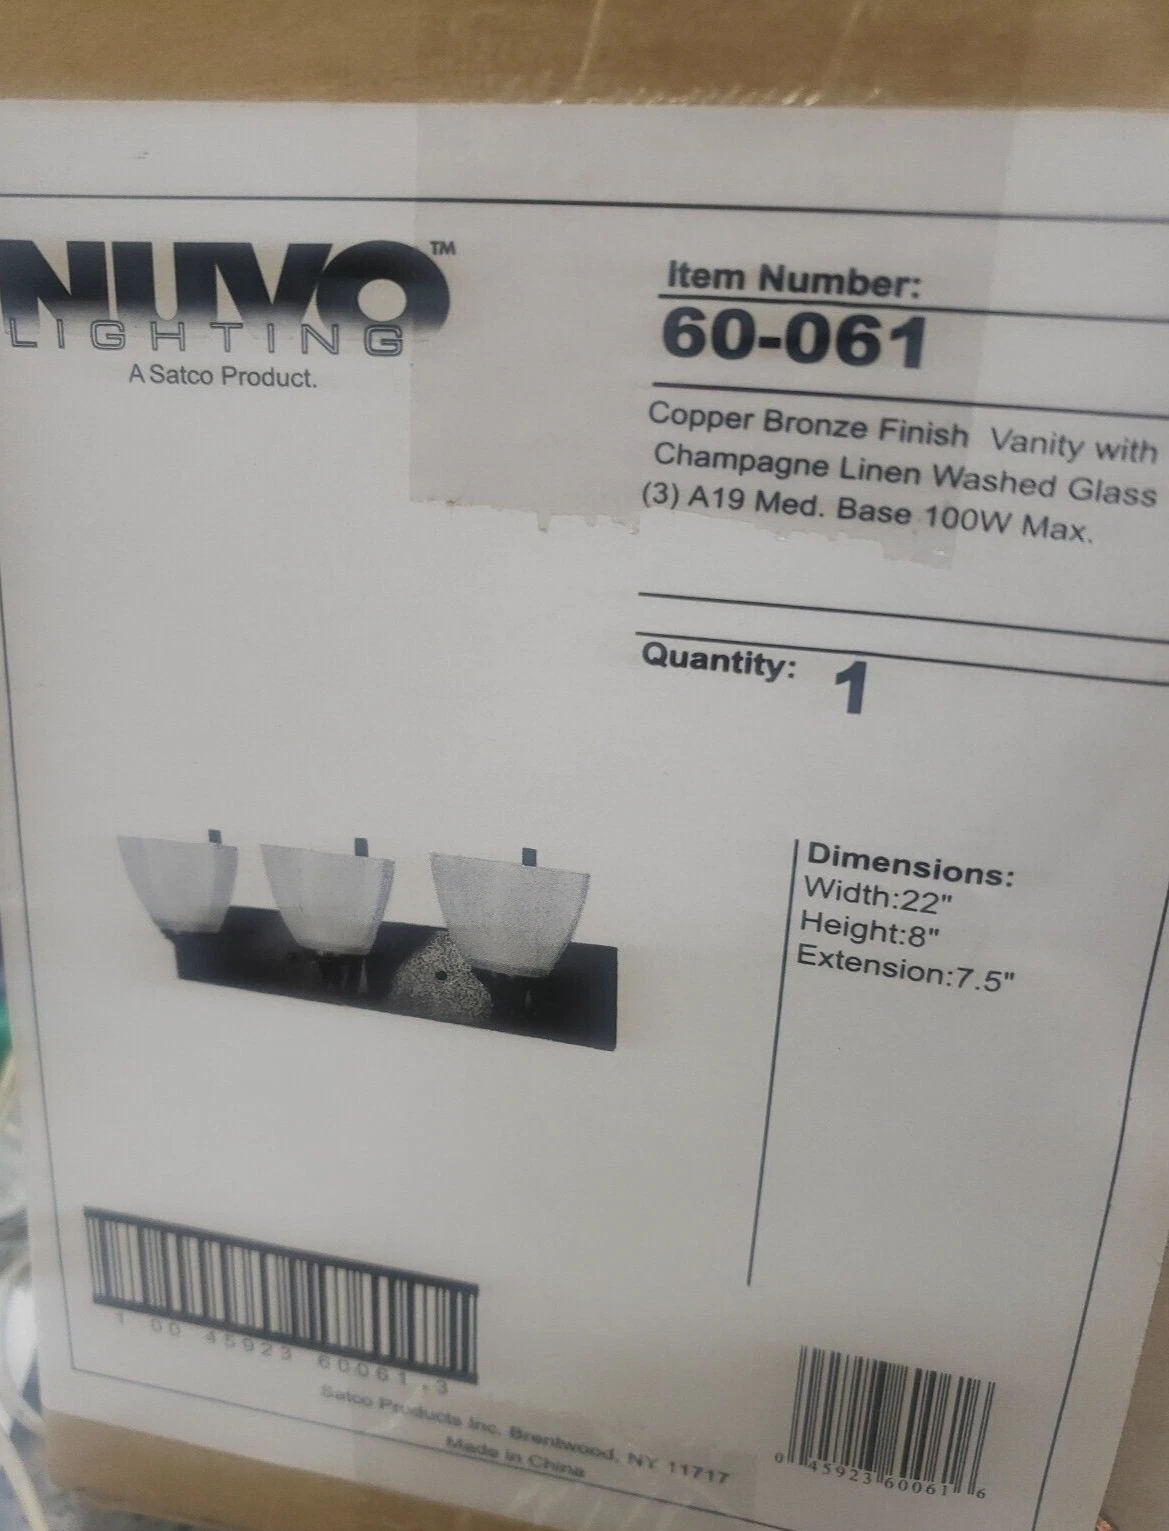 NUVO™
LIGHTING
A Satco Product.
Item Number:
60-061
Copper Bronze Finish Vanity with
Champagne Linen Washed Glass
(3) A19 Med. Base 100W Max.
Quantity: 1
Dimensions:
Width:22"
Height:8"
Extension:7.5"
1 00 45923 60061 3
Satco Products Inc. Brentwood, NY 11717
Made in China
0 45923 60061 6